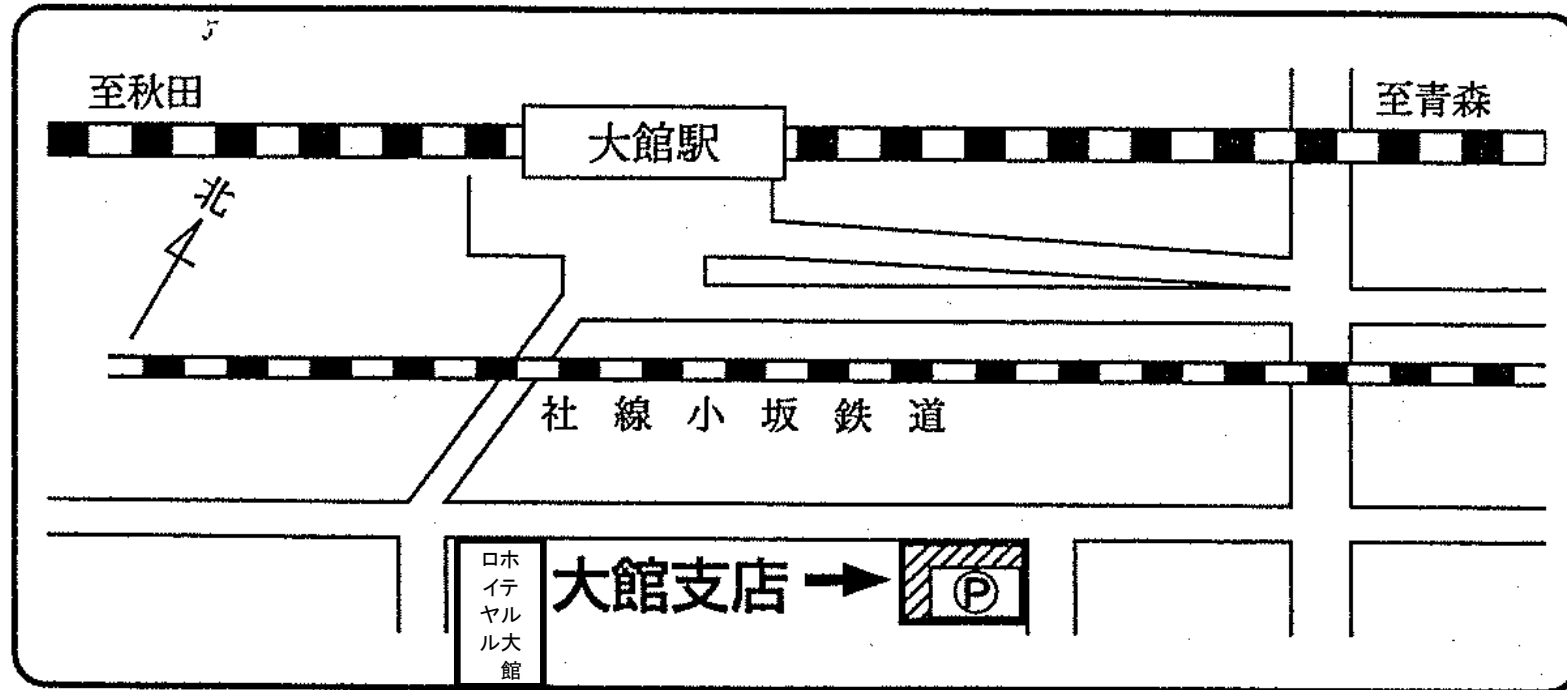 至秋田
大館駅
至青森
北
社線小坂鉄道
ホテル大館
ロイヤル
大館支店
P